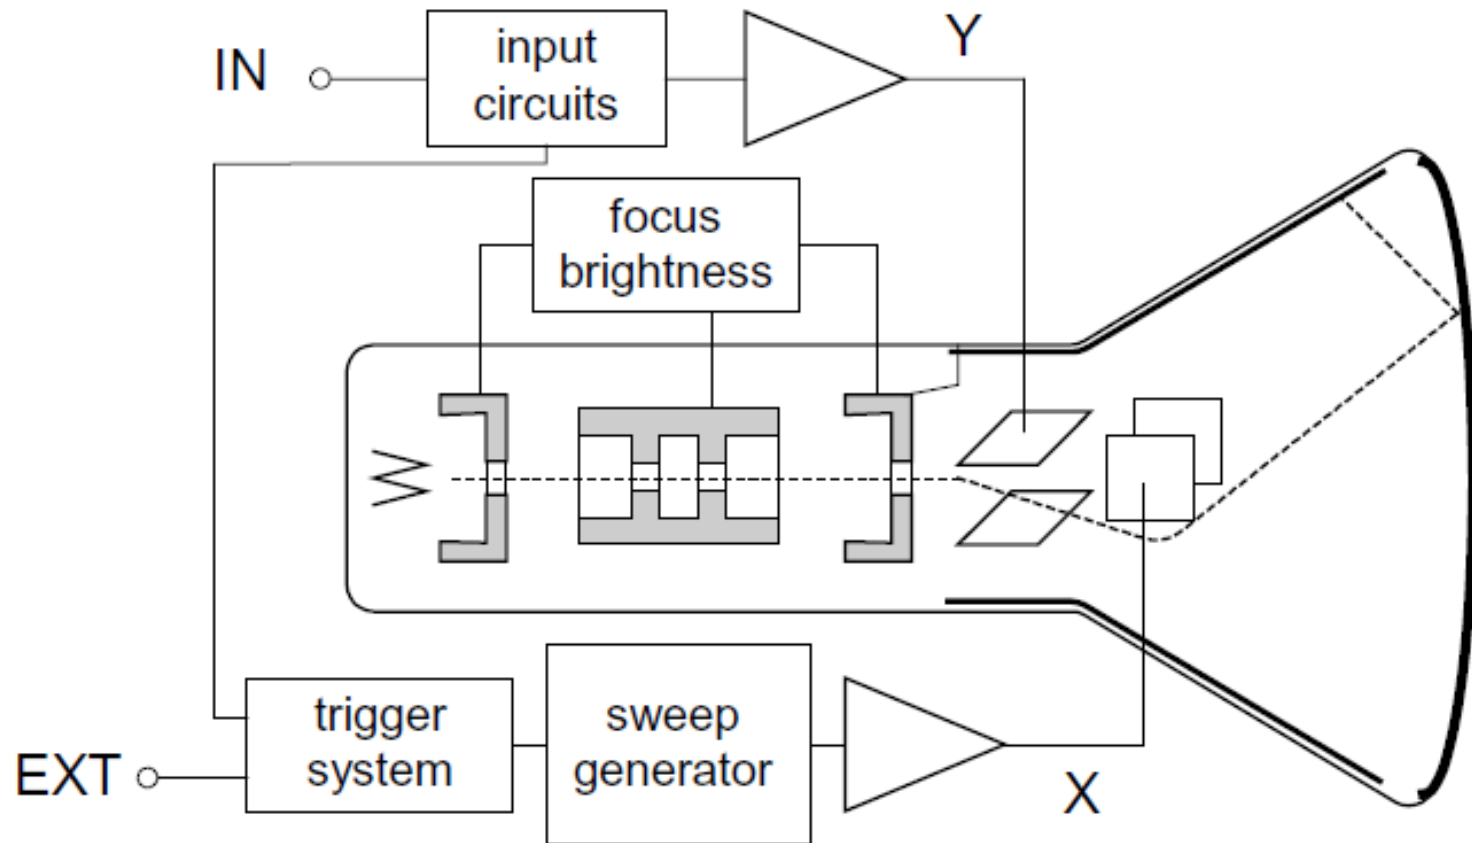 IN
input
circuits
Y
focus
brightness
trigger
system
sweep
generator
EXT
X